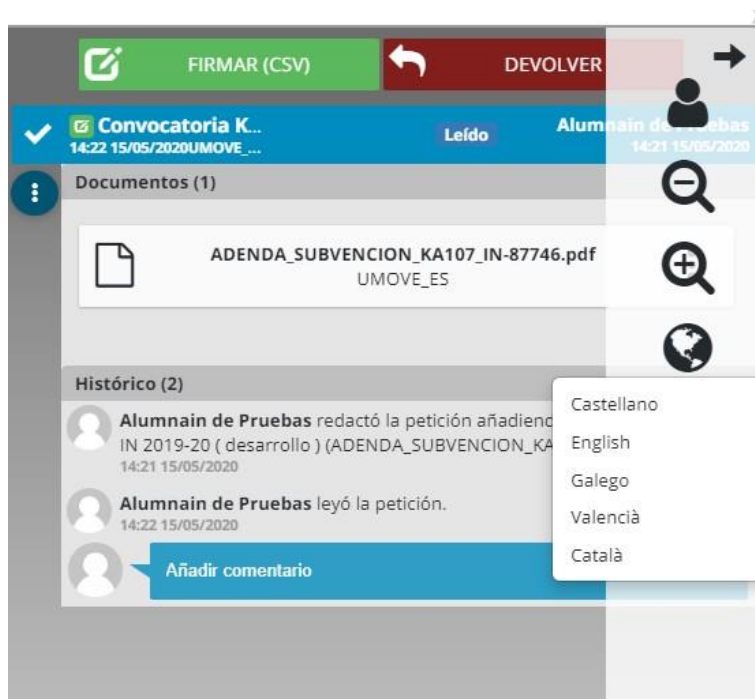 FIRMAR (CSV)
DEVOLVER
Convocatoria K...
14:22 15/05/2020UMOVE_...
Leído
Alumnain de Pruebas
14:21 15/05/2020
Documentos (1)
ADENDA_SUBVENCION_KA107_IN-87746.pdf
UMOVE_ES
Histórico (2)
Alumnain de Pruebas redactó la petición añadiend
IN 2019-20 ( desarrollo ) (ADENDA_SUBVENCION_KA
14:21 15/05/2020
Alumnain de Pruebas leyó la petición.
14:22 15/05/2020
Añadir comentario
Castellano
English
Galego
Valencià
Català